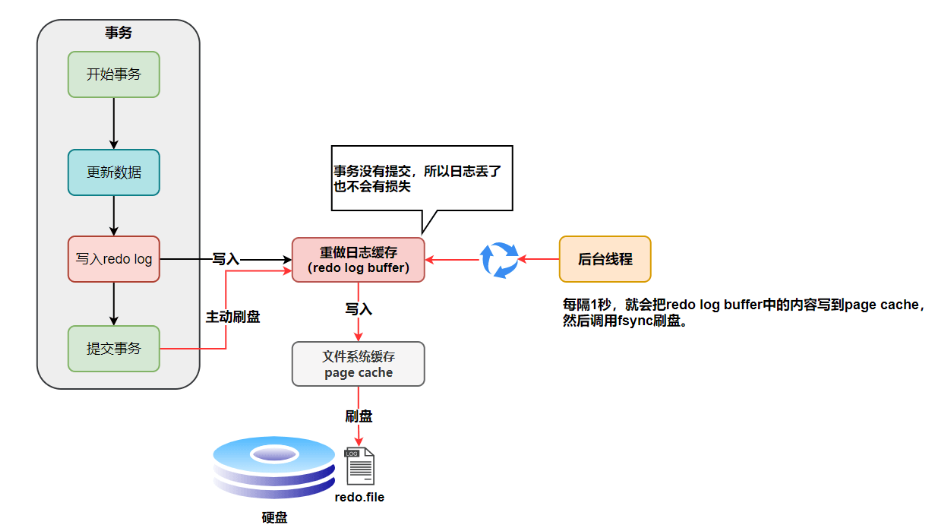 事务
开始事务
更新数据
写入redo log
提交事务
写入
主动刷盘
事务没有提交，所以日志丢了
也不会有损失
重做日志缓存
（redo log buffer）
写入
文件系统缓存
page cache
刷盘
LOG
redo.file
硬盘
后台线程
每隔1秒，就会把redo log buffer中的内容写到page cache，
然后调用fsync刷盘。